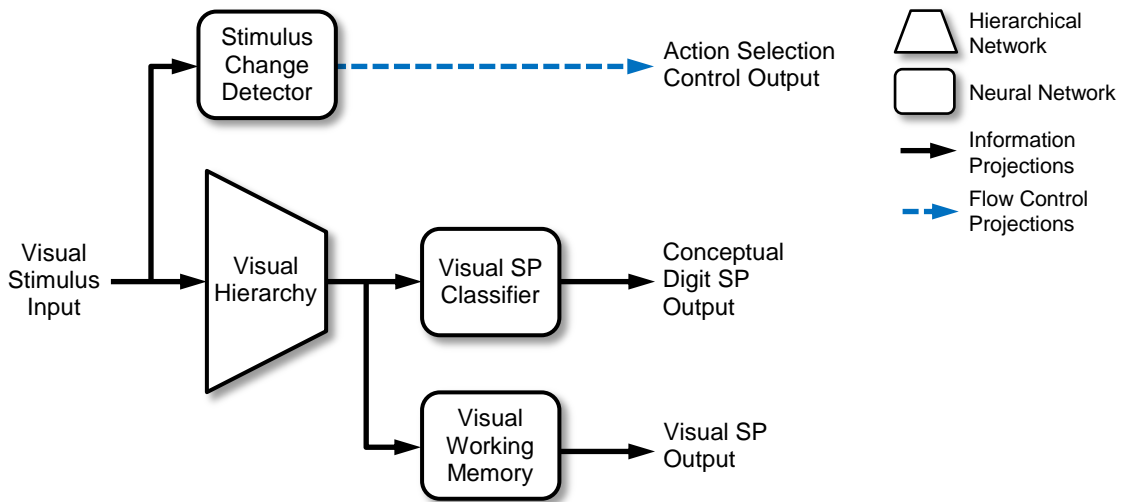 Stimulus
Change
Detector
Action Selection
Control Output
Hierarchical
Network
Neural Network
Information
Projections
Flow Control
Projections
Visual
Stimulus
Input
Visual
Hierarchy
Visual SP
Classifier
Conceptual
Digit SP
Output
Visual
Working
Memory
Visual SP
Output